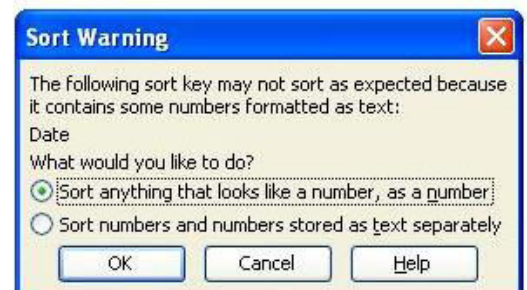 Sort Warning
The following sort key may not sort as expected because
it contains some numbers formatted as text:
Date
What would you like to do?
Sort anything that looks like a number, as a number
Sort numbers and numbers stored as text separately
OK Cancel Help